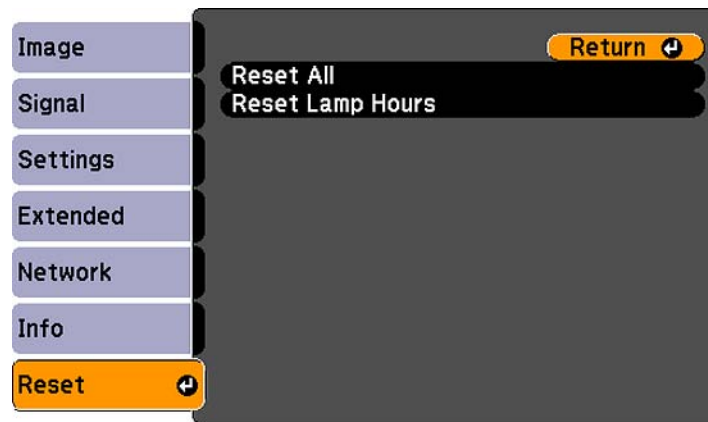 Image
Signal
Settings
Extended
Network
Info
Reset
Return
Reset All
Reset Lamp Hours